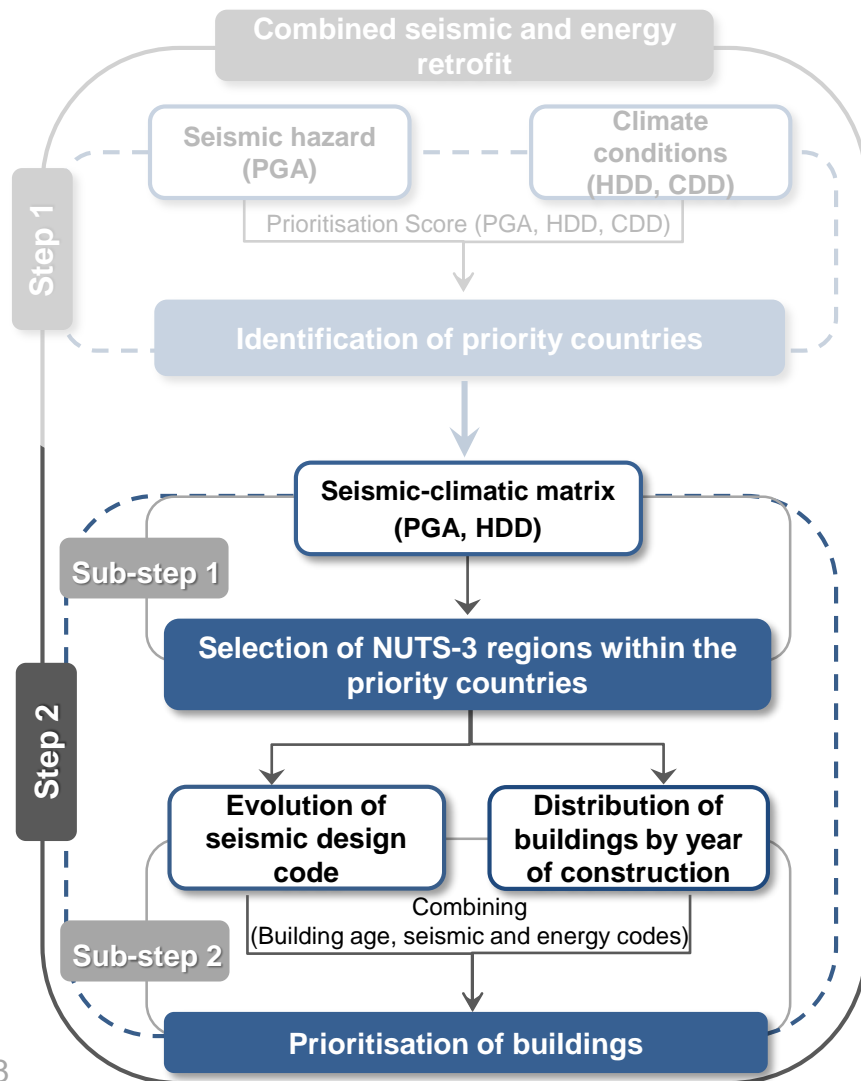 Combined seismic and energy
retrofit
Seismic hazard
(PGA)
Climate
conditions
(HDD, CDD)
Step 1
Prioritisation Score (PGA, HDD, CDD)
Identification of priority countries
Seismic-climatic matrix
(PGA, HDD)
Sub-step 1
Selection of NUTS-3 regions within the
priority countries
Step 2
Evolution of
seismic design
code
Distribution of
buildings by year
of construction
Combining
(Building age, seismic and energy codes)
Sub-step 2
Prioritisation of buildings